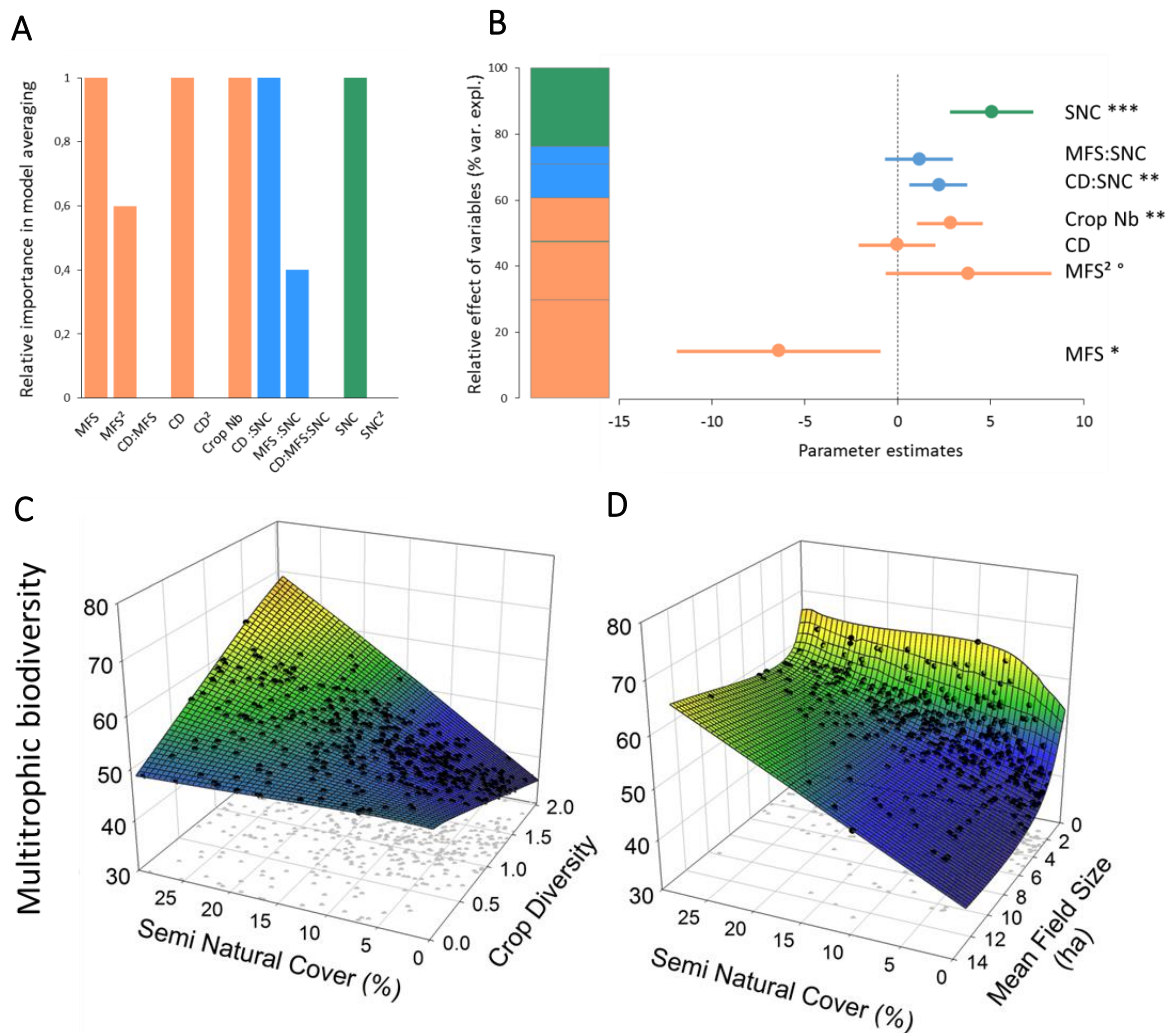 A
Relative importance in model averaging
1
0,8
0,6
0,4
0,2
0
MFS
MFS²
CD:MFS
CD
CD²
Crop Nb
CD :SNC
MFS :SNC
CD:MFS:SNC
SNC
SNC²
B
Relative effect of variables (% var. expl.)
100
80
60
40
20
0
SNC ***
MFS:SNC
CD:SNC **
Crop Nb **
CD
MFS² °
MFS *
-15
-10
-5
0
5
10
Parameter estimates
C
Multitrophic biodiversity
80
70
60
50
40
30
25
20
15
10
5
0
Semi Natural Cover (%)
2.0
1.5
1.0
0.5
0.0
Crop Diversity
D
80
70
60
50
40
30
25
20
15
10
5
0
Semi Natural Cover (%)
0
2
4
6
8
10
12
14
Mean Field Size
(ha)